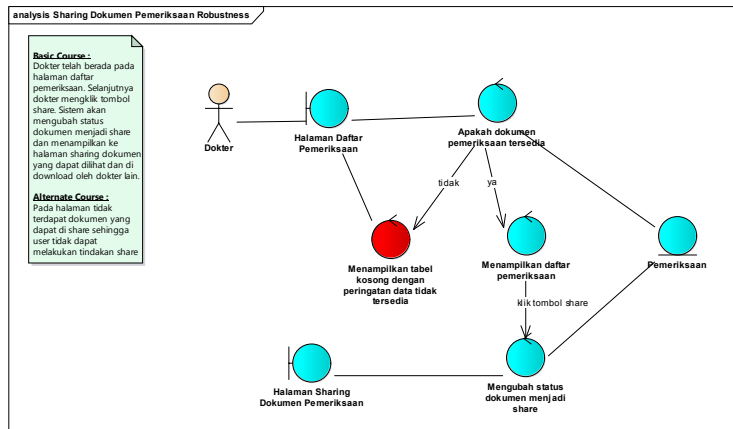 analysis Sharing Dokumen Pemeriksaan Robustness
Basic Course :
Dokter telah berada pada
halaman daftar
pemeriksaan. Selanjutnya
dokter mengklik tombol
share. Sistem akan
mengubah status
dokumen menjadi share
dan menampilkan ke
halaman sharing dokumen
yang dapat dilihat dan di
download oleh dokter lain.
Alternate Course :
Pada halaman tidak
terdapat dokumen yang
dapat di share sehingga
user tidak dapat
melakukan tindakan share
Dokter
Halaman Daftar
Pemeriksaan
Apakah dokumen
pemeriksaan tersedia
tidak
ya
Menampilkan tabel
kosong dengan
peringatan data tidak
tersedia
Menampilkan daftar
pemeriksaan
Pemeriksaan
klik tombol share
Halaman Sharing
Dokumen Pemeriksaan
Mengubah status
dokumen menjadi
share